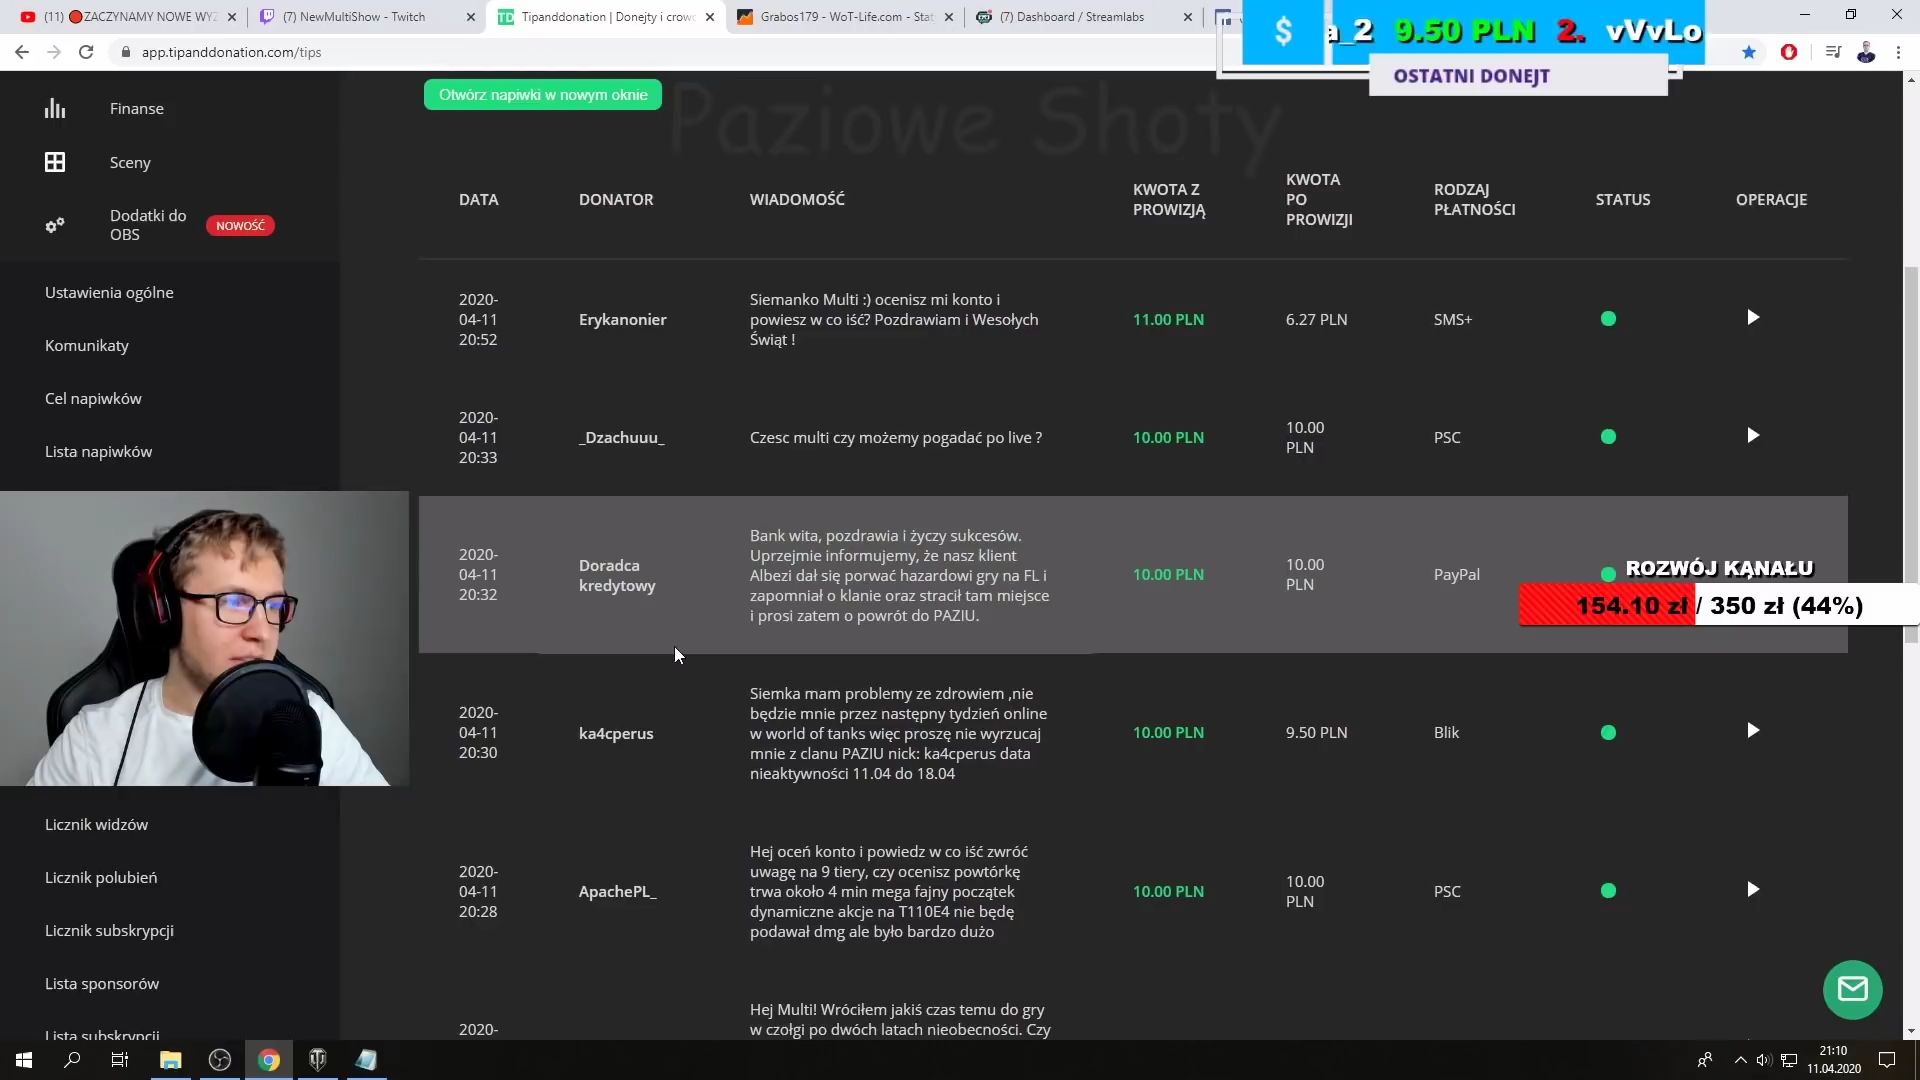 (11) 🔴ZACZYNAMY NOWE WYZ
(7) NewMultiShow - Twitch
Tipanddonation | Donejty i crowd
Grabos179 - WoT-Life.com - Stat
(7) Dashboard / Streamlabs
app.tipanddonation.com/tips
a_2 9.50 PLN 2. vVvLo
OSTATNI DONEJT
Finanse
Sceny
Dodatki do
OBS
NOWOŚĆ
Ustawienia ogólne
Komunikaty
Cel napiwków
Lista napiwków
Licznik widzów
Licznik polubień
Licznik subskrypcji
Lista sponsorów
Lista subskrypcji
Otwórz napiwki w nowym oknie
Paziowe Shoty
DATA
DONATOR
WIADOMOŚĆ
KWOTA Z
PROWIZJĄ
KWOTA
PO
PROWIZJI
RODZAJ
PŁATNOŚCI
STATUS
OPERACJE
2020-
04-11
20:52
Erykanonier
Siemanko Multi :) ocenisz mi konto i
powiesz w co iść? Pozdrawiam i Wesołych
Świąt !
11.00 PLN
6.27 PLN
SMS+
2020-
04-11
20:33
_Dzachuuu_
Czesc multi czy możemy pogadać po live ?
10.00 PLN
10.00
PLN
PSC
2020-
04-11
20:32
Doradca
kredytowy
Bank wita, pozdrawia i życzy sukcesów.
Uprzejmie informujemy, że nasz klient
Albezi dał się porwać hazardowi gry na FL i
zapomniał o klanie oraz stracił tam miejsce
i prosi zatem o powrót do PAZIU.
10.00 PLN
10.00
PLN
PayPal
ROZWÓJ KANAŁU
154.10 zł / 350 zł (44%)
2020-
04-11
20:30
ka4cperus
Siemka mam problemy ze zdrowiem ,nie
będzie mnie przez następny tydzień online
w world of tanks więc proszę nie wyrzucaj
mnie z clanu PAZIU nick: ka4cperus data
nieaktywności 11.04 do 18.04
10.00 PLN
9.50 PLN
Blik
2020-
04-11
20:28
ApachePL_
Hej oceń konto i powiedz w co iść zwróć
uwagę na 9 tiery, czy ocenisz powtórkę
trwa około 4 min mega fajny początek
dynamiczne akcje na T110E4 nie będę
podawał dmg ale było bardzo dużo
10.00 PLN
10.00
PLN
PSC
2020-
Hej Multi! Wróciłem jakiś czas temu do gry
w czołgi po dwóch latach nieobecności. Czy
21:10
11.04.2020